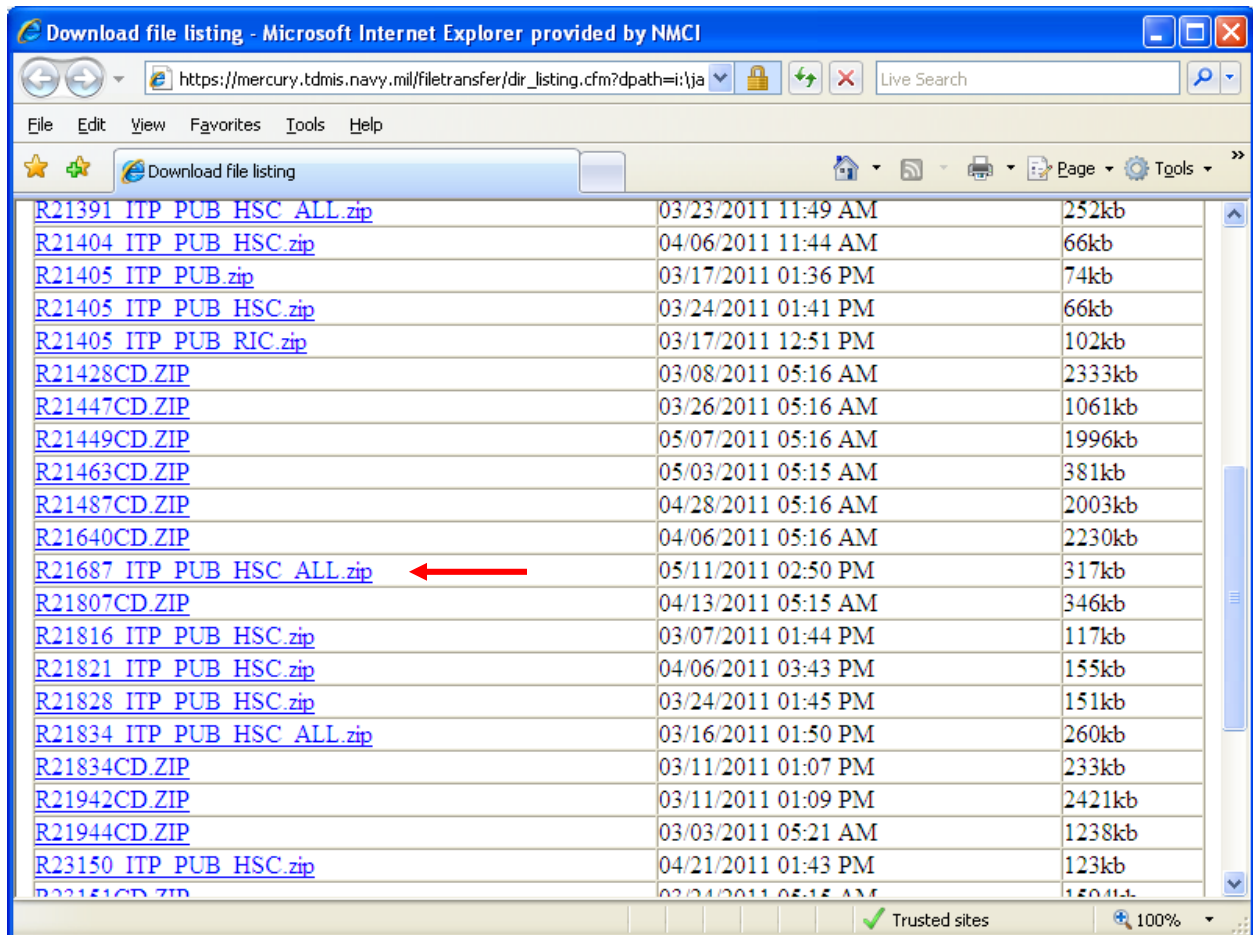 Download file listing - Microsoft Internet Explorer provided by NMCI
https://mercury.tdmis.navy.mil/filetransfer/dir_listing.cfm?dpath=i:\ja Live Search
File Edit View Favorites Tools Help
Download file listing Page Tools »
R21391_ITP_PUB_HSC_ALL.zip 03/23/2011 11:49 AM 252kb
R21404_ITP_PUB_HSC.zip 04/06/2011 11:44 AM 66kb
R21405_ITP_PUB.zip 03/17/2011 01:36 PM 74kb
R21405_ITP_PUB_HSC.zip 03/24/2011 01:41 PM 66kb
R21405_ITP_PUB_RIC.zip 03/17/2011 12:51 PM 102kb
R21428CD.ZIP 03/08/2011 05:16 AM 2333kb
R21447CD.ZIP 03/26/2011 05:16 AM 1061kb
R21449CD.ZIP 05/07/2011 05:16 AM 1996kb
R21463CD.ZIP 05/03/2011 05:15 AM 381kb
R21487CD.ZIP 04/28/2011 05:16 AM 2003kb
R21640CD.ZIP 04/06/2011 05:16 AM 2230kb
R21687_ITP_PUB_HSC_ALL.zip 05/11/2011 02:50 PM 317kb
R21807CD.ZIP 04/13/2011 05:15 AM 346kb
R21816_ITP_PUB_HSC.zip 03/07/2011 01:44 PM 117kb
R21821_ITP_PUB_HSC.zip 04/06/2011 03:43 PM 155kb
R21828_ITP_PUB_HSC.zip 03/24/2011 01:45 PM 151kb
R21834_ITP_PUB_HSC_ALL.zip 03/16/2011 01:50 PM 260kb
R21834CD.ZIP 03/11/2011 01:07 PM 233kb
R21942CD.ZIP 03/11/2011 01:09 PM 2421kb
R21944CD.ZIP 03/03/2011 05:21 AM 1238kb
R23150_ITP_PUB_HSC.zip 04/21/2011 01:43 PM 123kb
R23151CD.ZIP 03/24/2011 05:15 AM
Trusted sites 100%